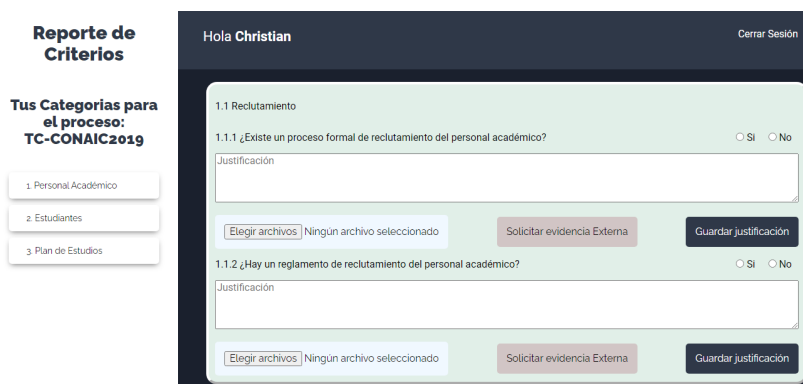 Reporte de
Criterios
Tus Categorias para
el proceso:
TC-CONAIC2019
1. Personal Académico
2. Estudiantes
3. Plan de Estudios
Hola Christian
Cerrar Sesión
1.1 Reclutamiento
1.1.1 ¿Existe un proceso formal de reclutamiento del personal académico?
Si No
Justificación
Elegir archivos Ningún archivo seleccionado
Solicitar evidencia Externa
Guardar justificación
1.1.2 ¿Hay un reglamento de reclutamiento del personal académico?
Si No
Justificación
Elegir archivos Ningún archivo seleccionado
Solicitar evidencia Externa
Guardar justificación